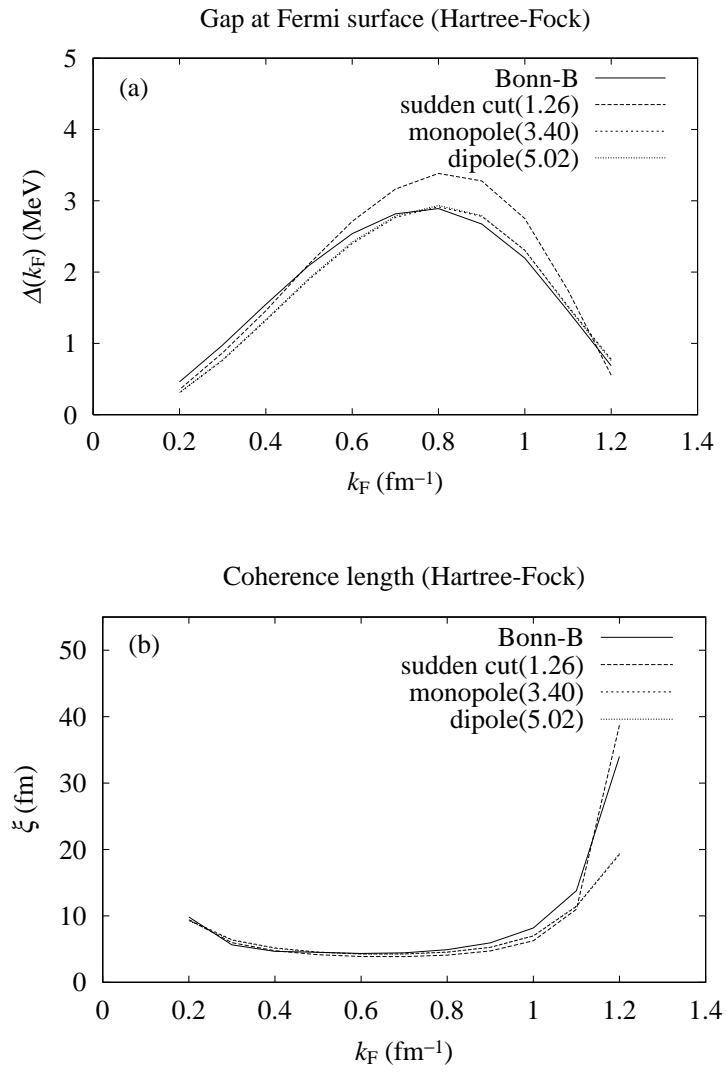 Gap at Fermi surface (Hartree-Fock)
(a)
Bonn-B
sudden cut(1.26)
monopole(3.40)
dipole(5.02)
Δ(kF) (MeV)
5
4
3
2
1
0
0 0.2 0.4 0.6 0.8 1 1.2 1.4
kF (fm−1)
Coherence length (Hartree-Fock)
(b)
Bonn-B
sudden cut(1.26)
monopole(3.40)
dipole(5.02)
ξ (fm)
50
40
30
20
10
0
0 0.2 0.4 0.6 0.8 1 1.2 1.4
kF (fm−1)